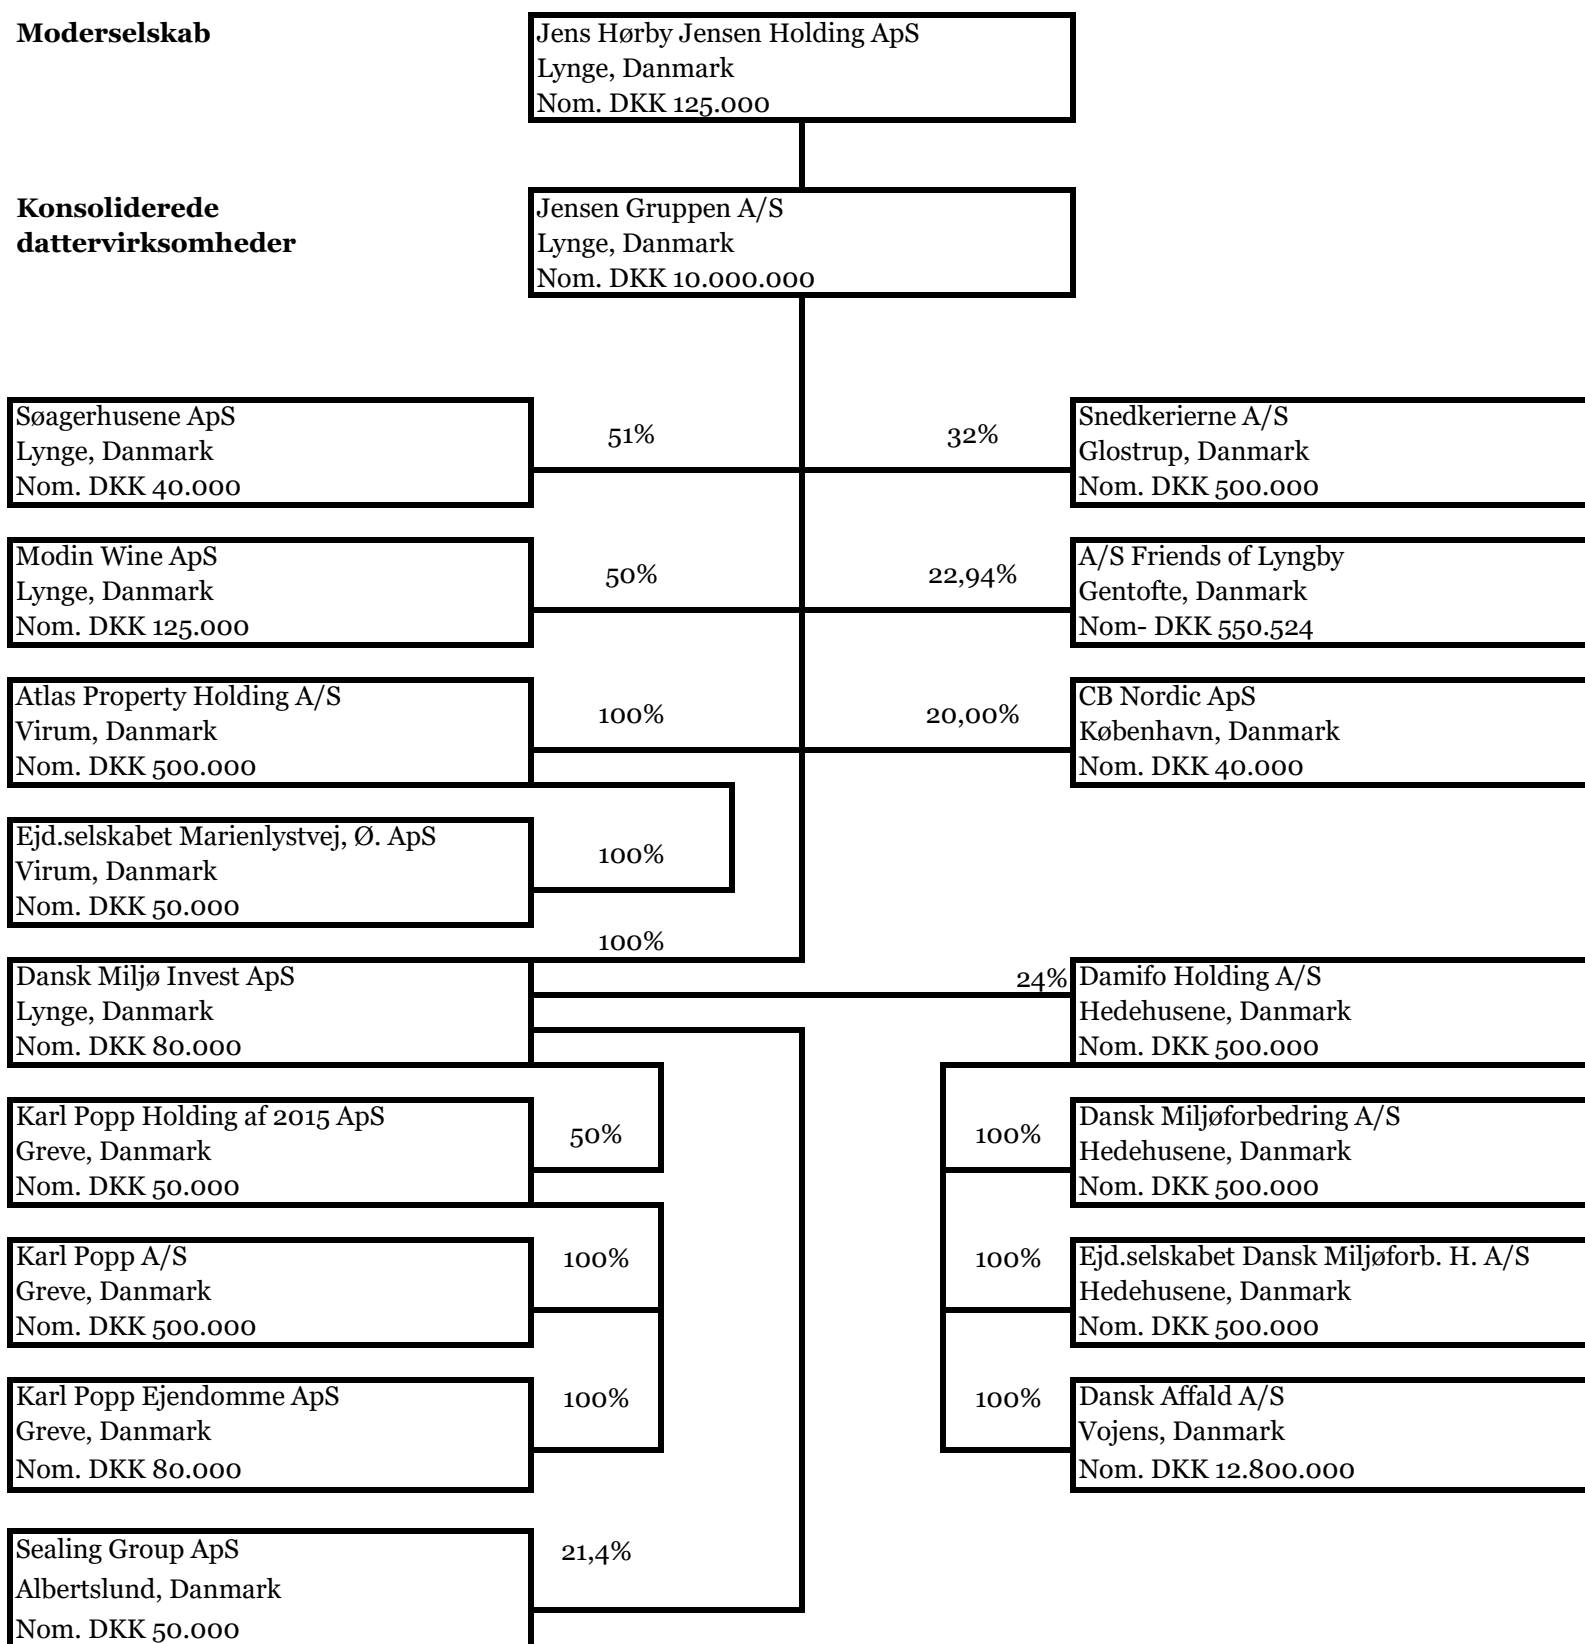 Moderselskab
Jens Hørby Jensen Holding ApS
Lynge, Danmark
Nom. DKK 125.000
Konsoliderede
dattervirksomheder
Jensen Gruppen A/S
Lynge, Danmark
Nom. DKK 10.000.000
Søagerhusene ApS
Lynge, Danmark
Nom. DKK 40.000
51%
32%
Snedkerierne A/S
Glostrup, Danmark
Nom. DKK 500.000
Modin Wine ApS
Lynge, Danmark
Nom. DKK 125.000
50%
22,94%
A/S Friends of Lyngby
Gentofte, Danmark
Nom- DKK 550.524
Atlas Property Holding A/S
Virum, Danmark
Nom. DKK 500.000
100%
20,00%
CB Nordic ApS
København, Danmark
Nom. DKK 40.000
Ejd.selskabet Marienlystvej, Ø. ApS
Virum, Danmark
Nom. DKK 50.000
100%
100%
Dansk Miljø Invest ApS
Lynge, Danmark
Nom. DKK 80.000
24%
Damifo Holding A/S
Hedehusene, Danmark
Nom. DKK 500.000
Karl Popp Holding af 2015 ApS
Greve, Danmark
Nom. DKK 50.000
50%
100%
Dansk Miljøforbedring A/S
Hedehusene, Danmark
Nom. DKK 500.000
Karl Popp A/S
Greve, Danmark
Nom. DKK 500.000
100%
100%
Ejd.selskabet Dansk Miljøforb. H. A/S
Hedehusene, Danmark
Nom. DKK 500.000
Karl Popp Ejendomme ApS
Greve, Danmark
Nom. DKK 80.000
100%
100%
Dansk Affald A/S
Vojens, Danmark
Nom. DKK 12.800.000
Sealing Group ApS
Albertslund, Danmark
Nom. DKK 50.000
21,4%